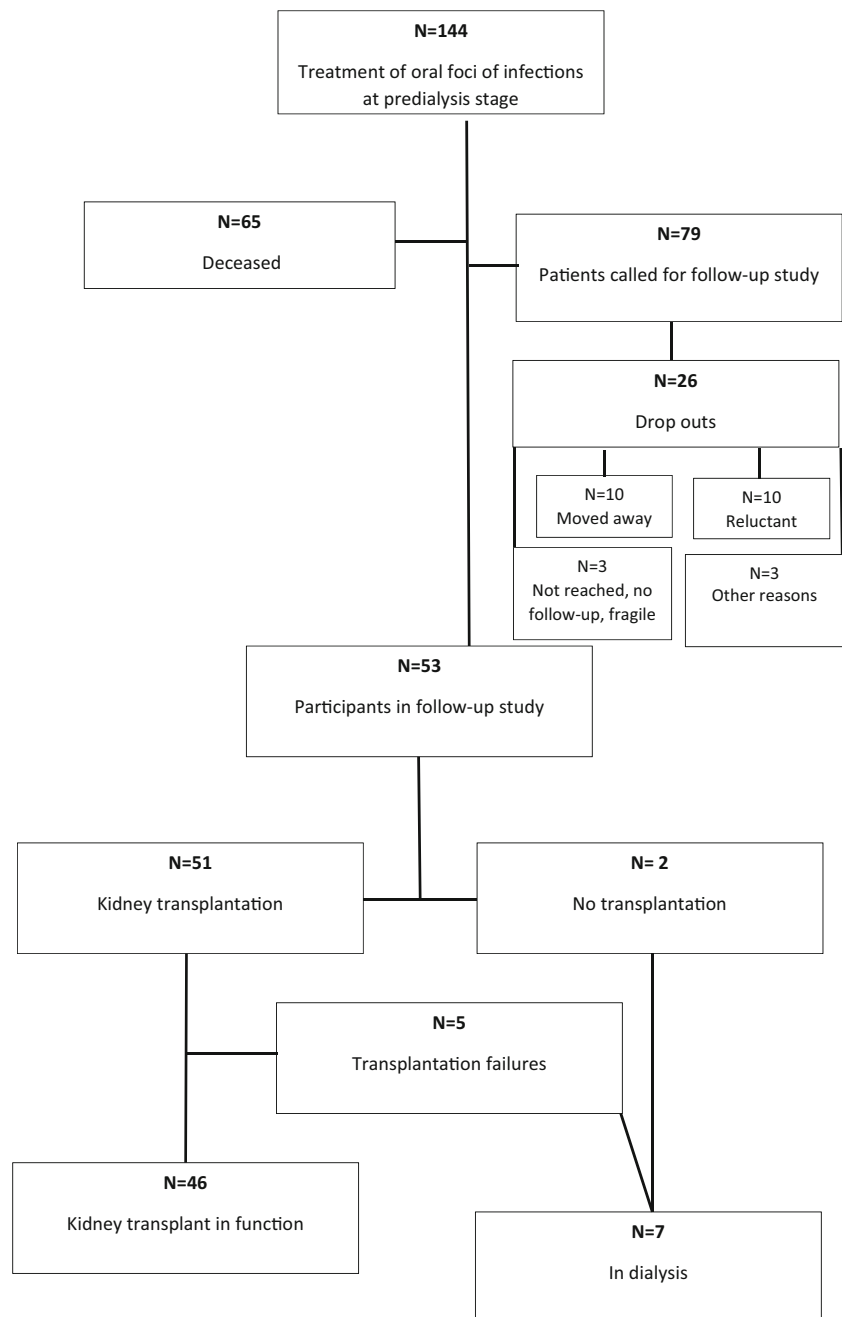 N=144
Treatment of oral foci of infections
at predialysis stage
N=65
Deceased
N=79
Patients called for follow-up study
N=26
Drop outs
N=10
Moved away
N=10
Reluctant
N=3
Not reached, no
follow-up, fragile
N=3
Other reasons
N=53
Participants in follow-up study
N=51
Kidney transplantation
N= 2
No transplantation
N=5
Transplantation failures
N=46
Kidney transplant in function
N=7
In dialysis